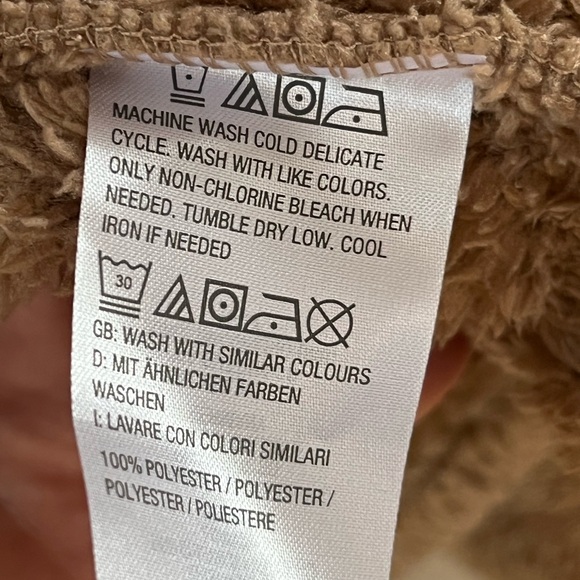 MACHINE WASH COLD DELICATE
CYCLE. WASH WITH LIKE COLORS.
ONLY NON-CHLORINE BLEACH WHEN
NEEDED. TUMBLE DRY LOW. COOL
IRON IF NEEDED
30
GB: WASH WITH SIMILAR COLOURS
D: MIT ÄHNLICHEN FARBEN
WASCHEN
I: LAVARE CON COLORI SIMILARI
100% POLYESTER / POLYESTER /
POLYESTER / POLIESTERE